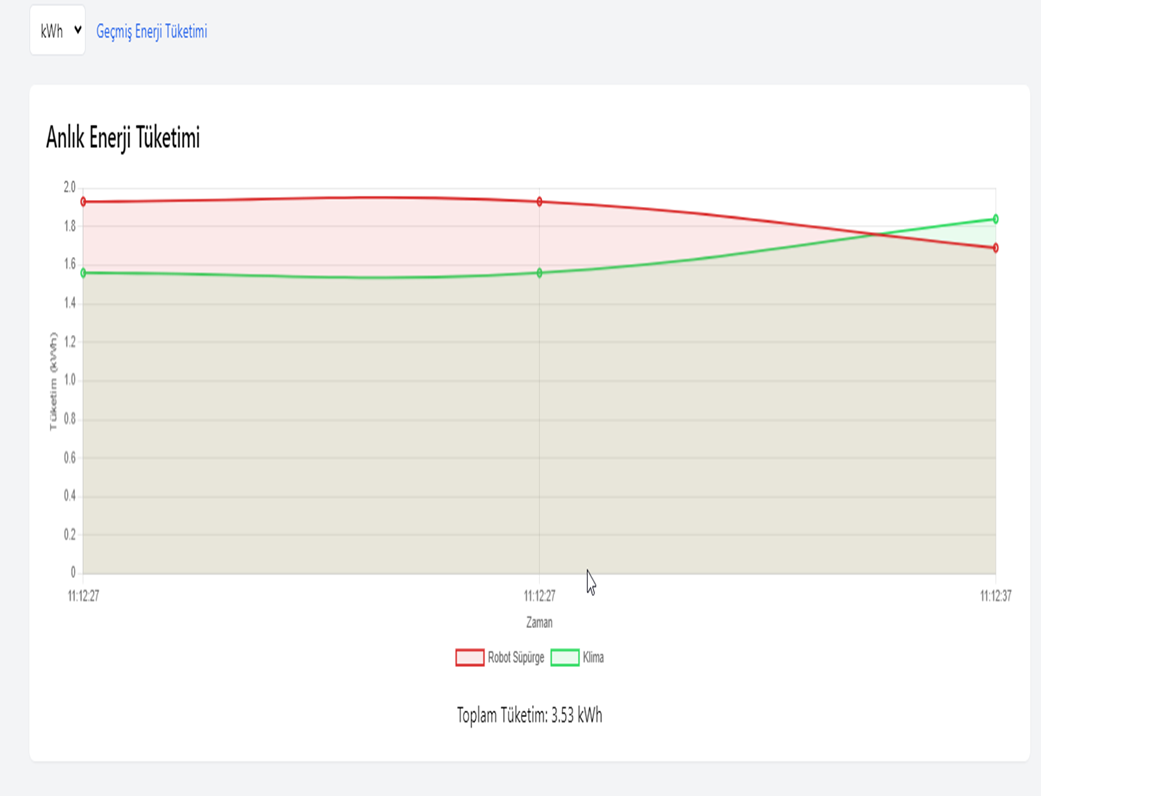 kWh Geçmiş Enerji Tüketimi
Anlık Enerji Tüketimi
2.0
1.8
1.6
1.4
1.2
1.0
0.8
0.6
0.4
0.2
0
Tüketim (kWh)
11:12:27 11:12:27 11:12:37
Zaman
Robot Süpürge Klima
Toplam Tüketim: 3.53 kWh